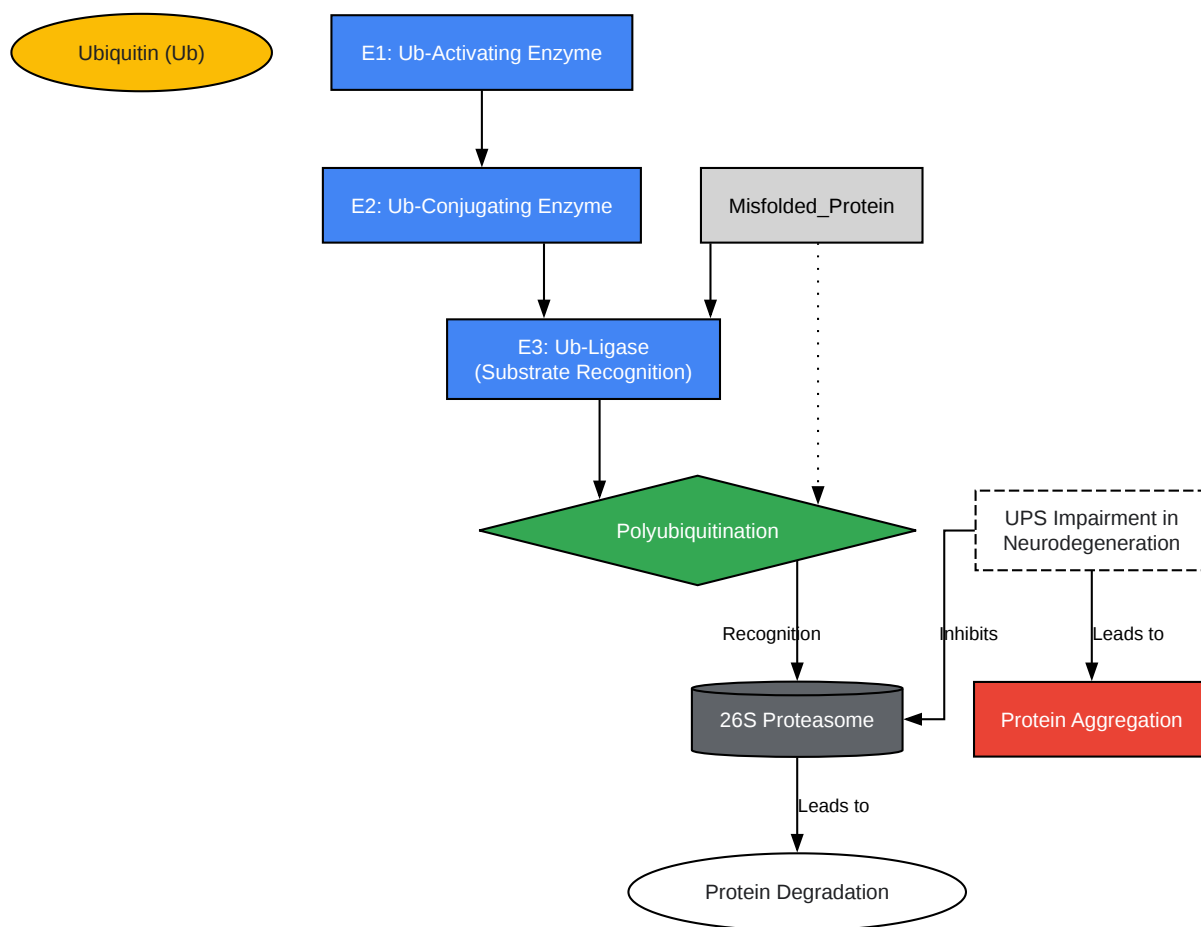 Ubiquitin (Ub)
E1: Ub-Activating Enzyme
E2: Ub-Conjugating Enzyme
Misfolded_Protein
E3: Ub-Ligase
(Substrate Recognition)
Polyubiquitination
UPS Impairment in
Neurodegeneration
Recognition
Inhibits
Leads to
26S Proteasome
Protein Aggregation
Leads to
Protein Degradation